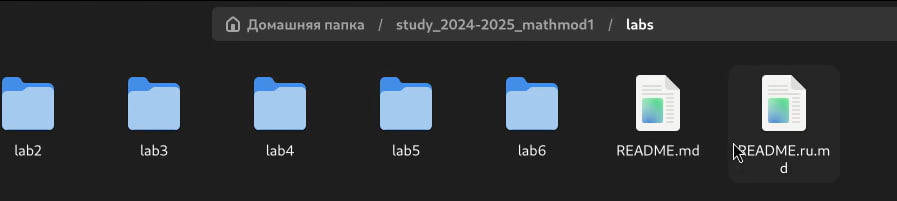 Домашняя папка / study_2024-2025_mathmod1 / labs
lab2 lab3 lab4 lab5 lab6 README.md README.ru.m
d